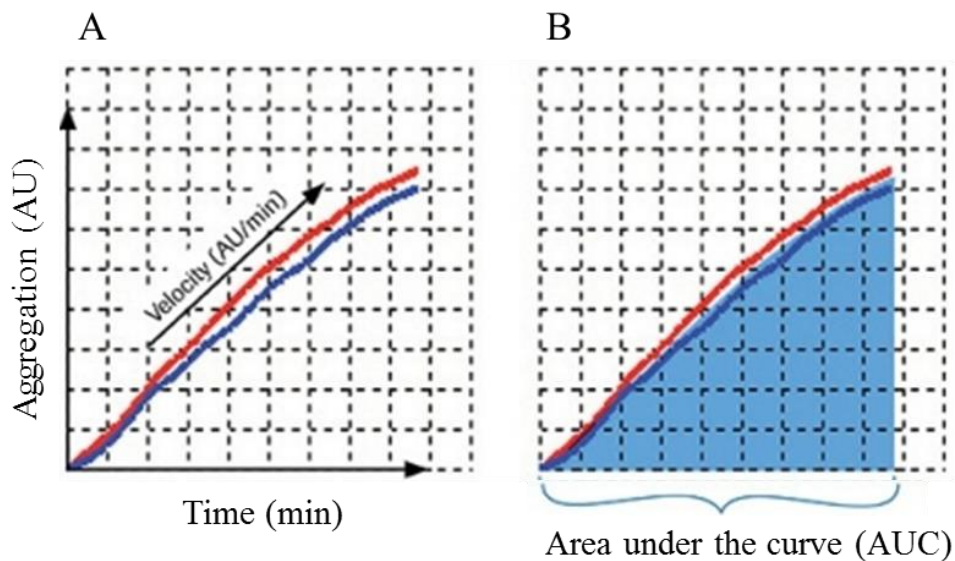 A
B
Aggregation (AU)
Velocity (AU/min)
Time (min)
Area under the curve (AUC)